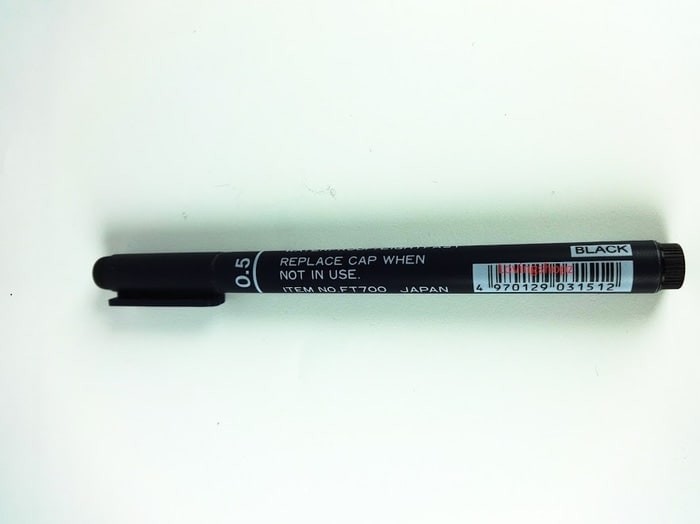 0.5
REPLACE CAP WHEN
NOT IN USE.
ITEM NO.FT700 JAPAN
BLACK
4 970129 031512